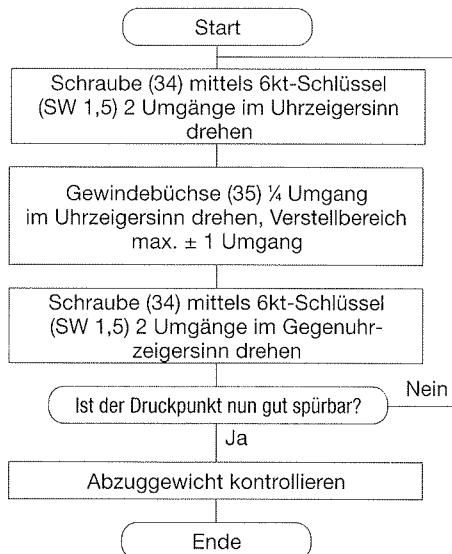 Start
Schraube (34) mittels 6kt-Schlüssel
(SW 1,5) 2 Umgänge im Uhrzeigersinn
drehen
Gewindebüchse (35) ¼ Umgang
im Uhrzeigersinn drehen, Verstellbereich
max. ± 1 Umgang
Schraube (34) mittels 6kt-Schlüssel
(SW 1,5) 2 Umgänge im Gegenuhr-
zeigersinn drehen
Ist der Druckpunkt nun gut spürbar?
Nein
Ja
Abzuggewicht kontrollieren
Ende